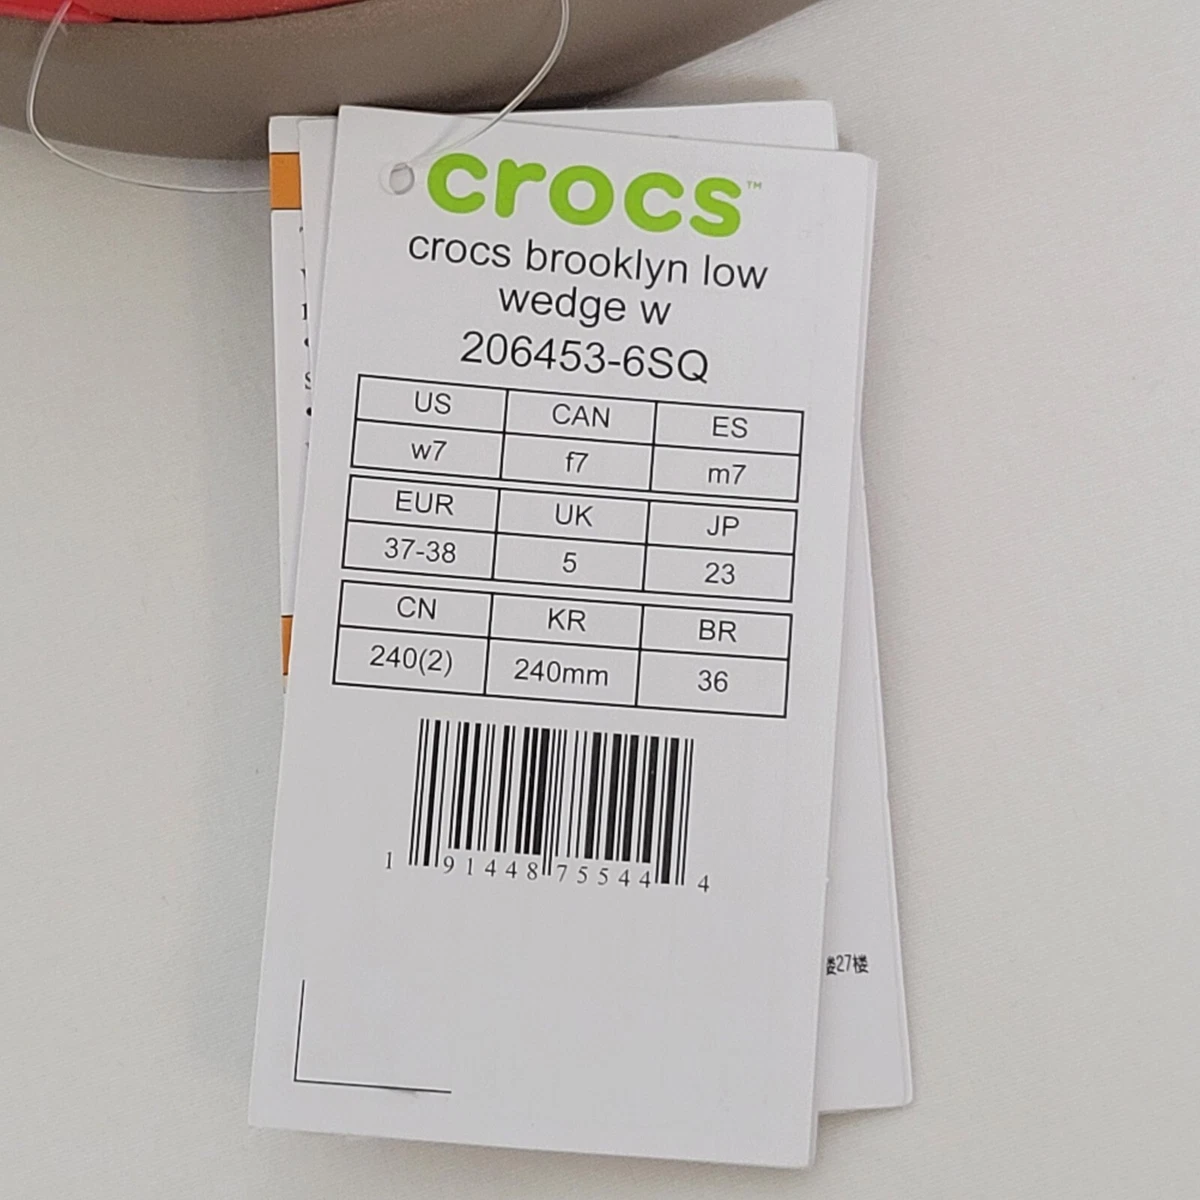 crocs™
crocs brooklyn low
wedge w
206453-6SQ
US CAN ES
w7 f7 m7
EUR UK JP
37-38 5 23
CN KR BR
240(2) 240mm 36
1 91448 75544 4
27楼